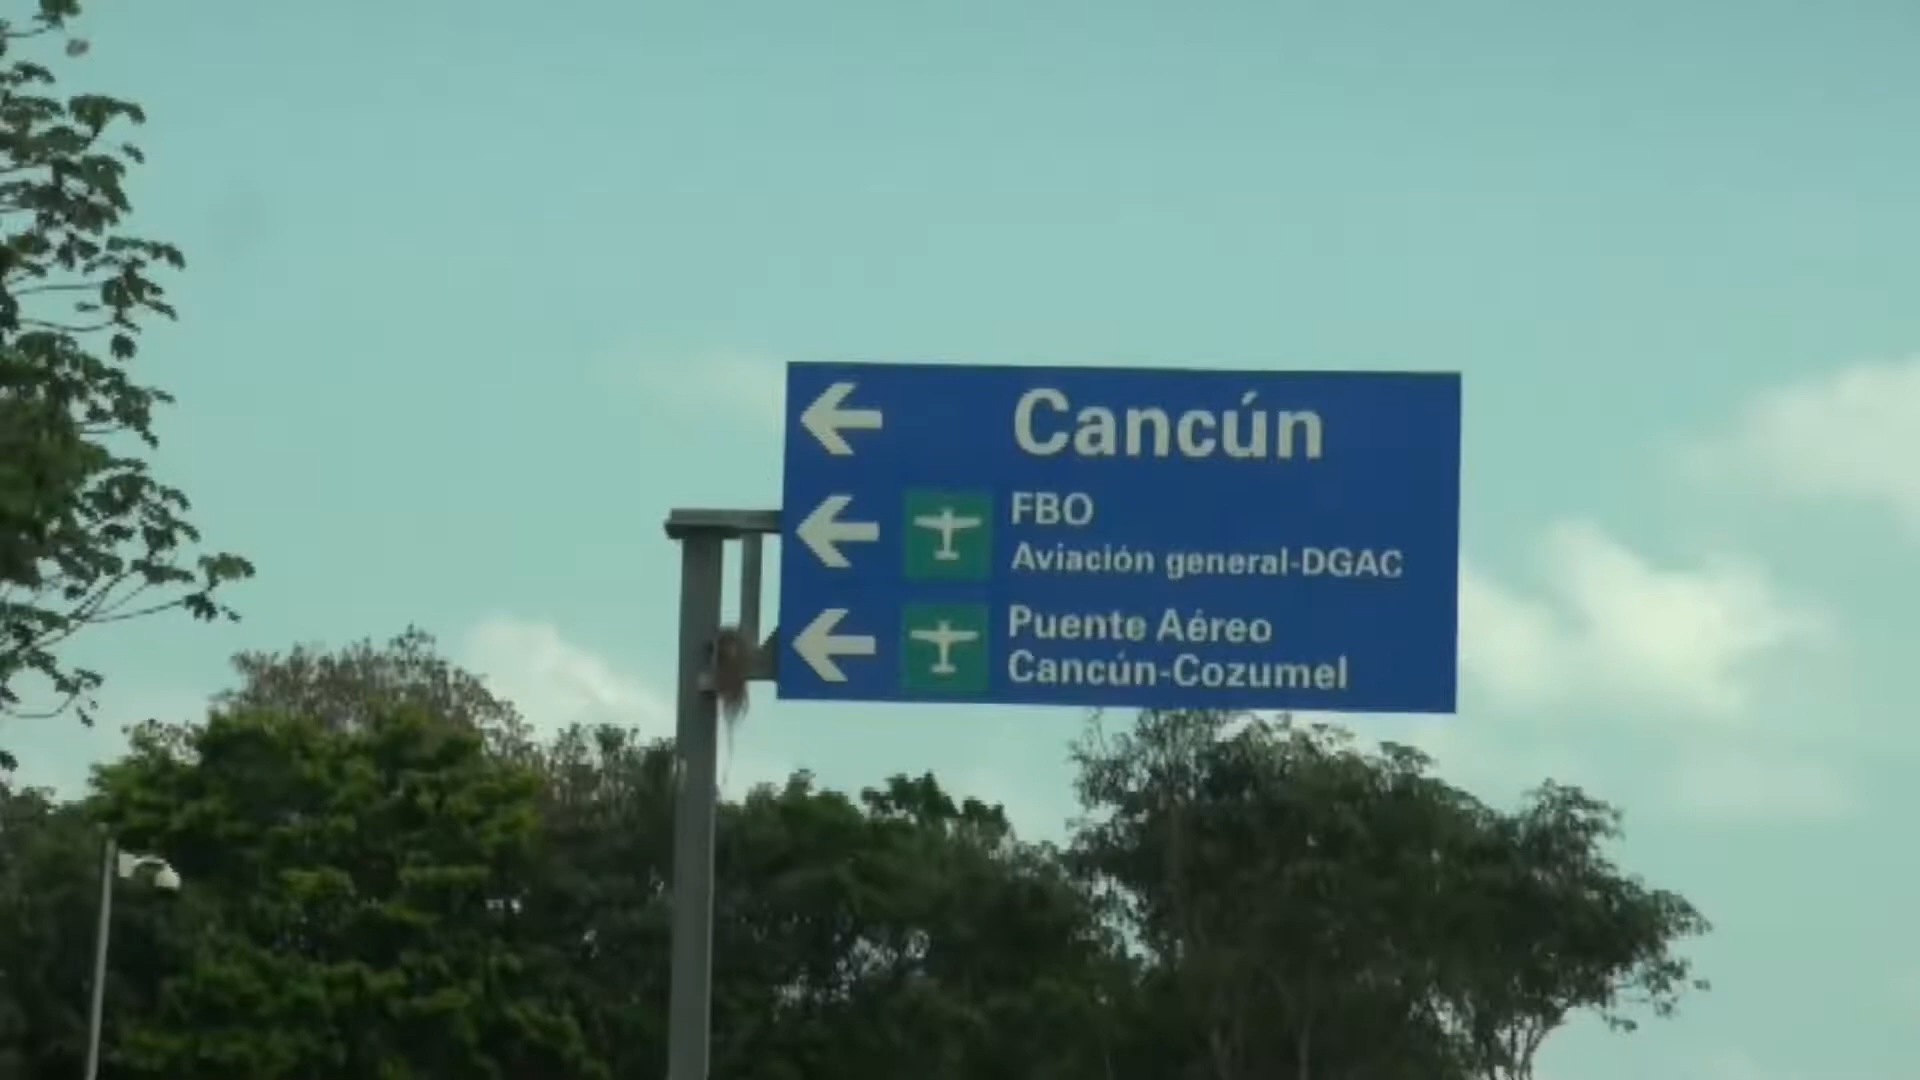 Cancún
FBO
Aviación general-DGAC
Puente Aéreo
Cancún-Cozumel